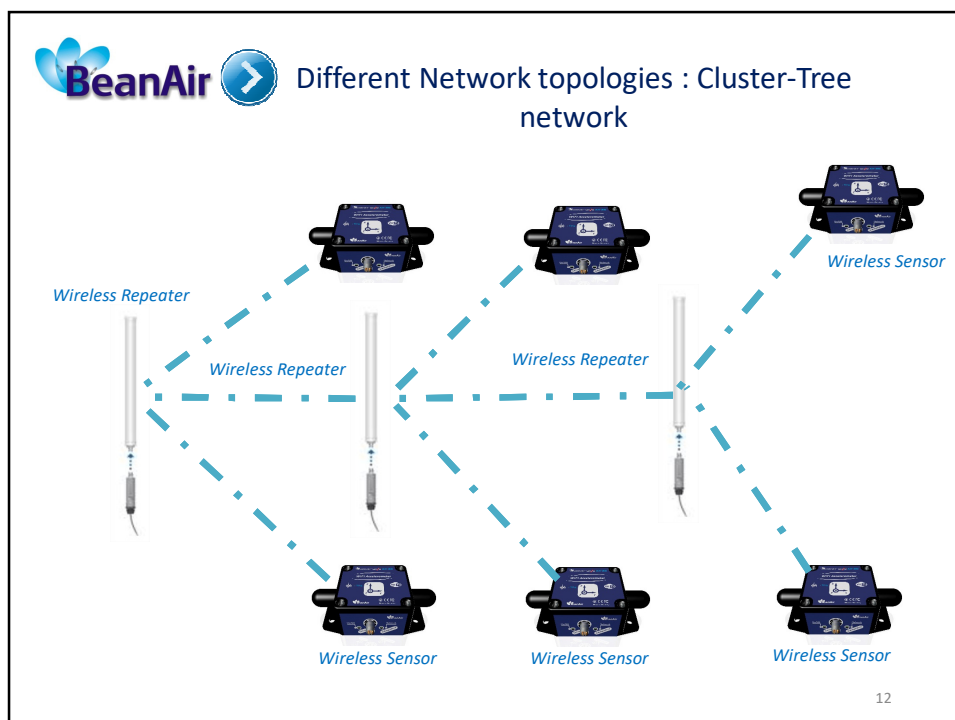 BeanAir
Different Network topologies : Cluster-Tree
network
Wireless Sensor
Wireless Repeater
Wireless Repeater
Wireless Repeater
Wireless Sensor
Wireless Sensor
Wireless Sensor
12